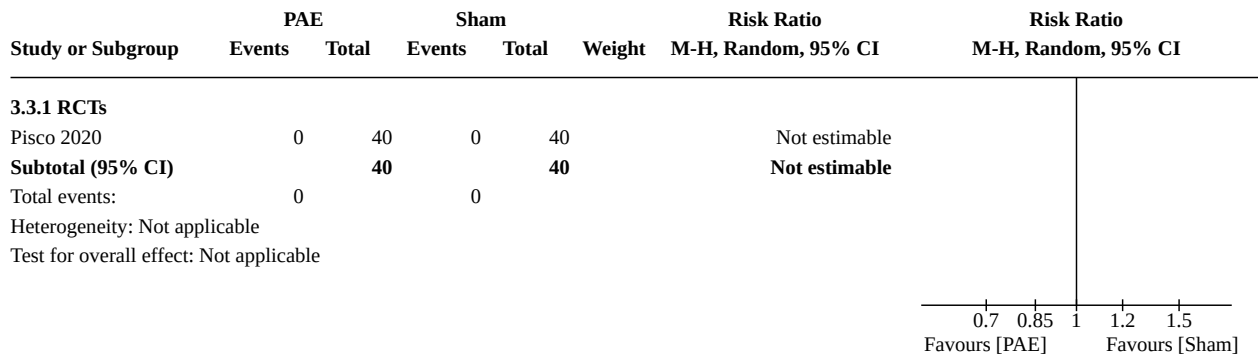 PAE Sham Risk Ratio Risk Ratio
Study or Subgroup Events Total Events Total Weight M-H, Random, 95% CI M-H, Random, 95% CI
3.3.1 RCTs
Pisco 2020 0 40 0 40 Not estimable
Subtotal (95% CI) 40 40 Not estimable
Total events: 0 0
Heterogeneity: Not applicable
Test for overall effect: Not applicable
0.7 0.85 1 1.2 1.5
Favours [PAE] Favours [Sham]